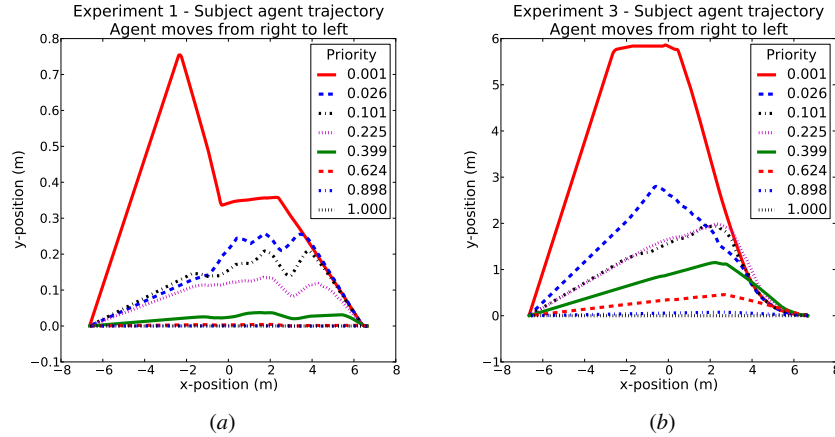 Experiment 1 - Subject agent trajectory
Agent moves from right to left
0.8
0.7
0.6
0.5
0.4
0.3
0.2
0.1
0.0
−0.1
y-position (m)
Priority
0.001
0.026
0.101
0.225
0.399
0.624
0.898
1.000
−8 −6 −4 −2 0 2 4 6 8
x-position (m)
(a)
Experiment 3 - Subject agent trajectory
Agent moves from right to left
6
5
4
3
2
1
0
−1
y-position (m)
Priority
0.001
0.026
0.101
0.225
0.399
0.624
0.898
1.000
−8 −6 −4 −2 0 2 4 6 8
x-position (m)
(b)